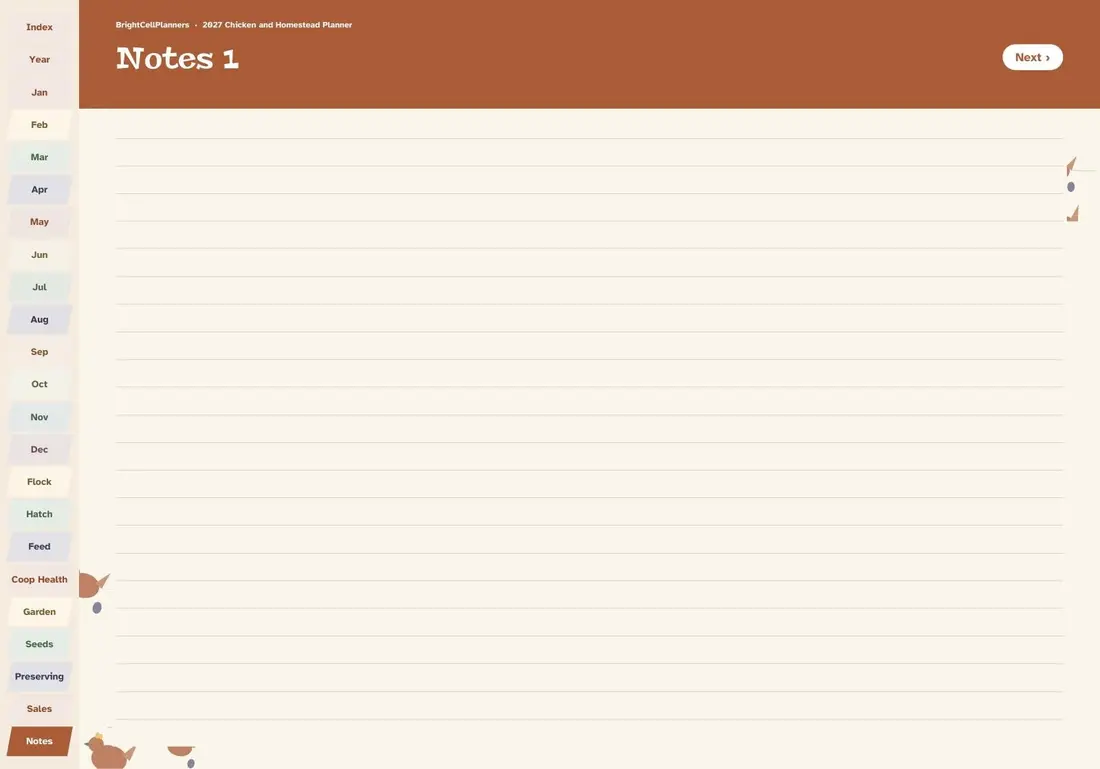 Index
Year
Jan
Feb
Mar
Apr
May
Jun
Jul
Aug
Sep
Oct
Nov
Dec
Flock
Hatch
Feed
Coop Health
Garden
Seeds
Preserving
Sales
Notes
BrightCellPlanners · 2027 Chicken and Homestead Planner
Notes 1
Next ›